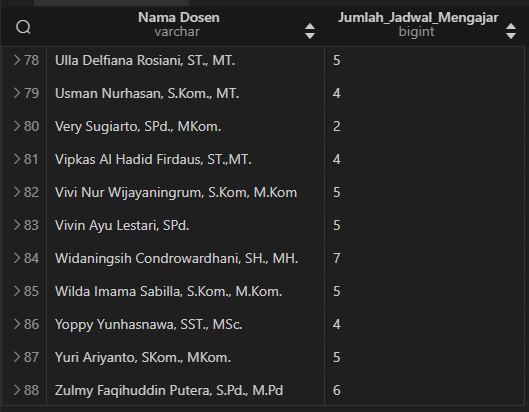 Nama Dosen Jumlah_Jadwal_Mengajar
varchar bigint
78 Ulla Delfiana Rosiani, ST., MT. 5
79 Usman Nurhasan, S.Kom., MT. 4
80 Very Sugiarto, SPd., MKom. 2
81 Vipkas Al Hadid Firdaus, ST.,MT. 4
82 Vivi Nur Wijayaningrum, S.Kom, M.Kom 5
83 Vivin Ayu Lestari, SPd. 5
84 Widaningsih Condrowardhani, SH., MH. 7
85 Wilda Imama Sabilla, S.Kom., M.Kom. 5
86 Yoppy Yunhasnawa, SST., MSc. 4
87 Yuri Ariyanto, SKom., MKom. 5
88 Zulmy Faqihuddin Putera, S.Pd., M.Pd 6